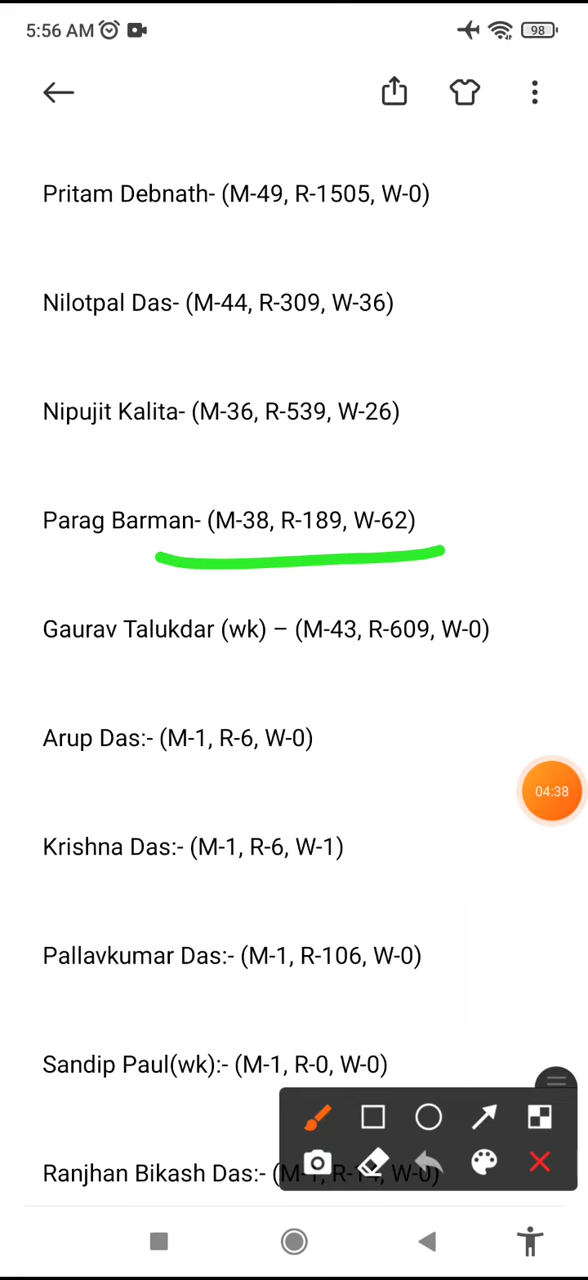 5:56 AM
98
Pritam Debnath- (M-49, R-1505, W-0)
Nilotpal Das- (M-44, R-309, W-36)
Nipujit Kalita- (M-36, R-539, W-26)
Parag Barman- (M-38, R-189, W-62)
Gaurav Talukdar (wk) – (M-43, R-609, W-0)
Arup Das:- (M-1, R-6, W-0)
04:38
Krishna Das:- (M-1, R-6, W-1)
Pallavkumar Das:- (M-1, R-106, W-0)
Sandip Paul(wk):- (M-1, R-0, W-0)
Ranjhan Bikash Das:- (M-1, W-0)